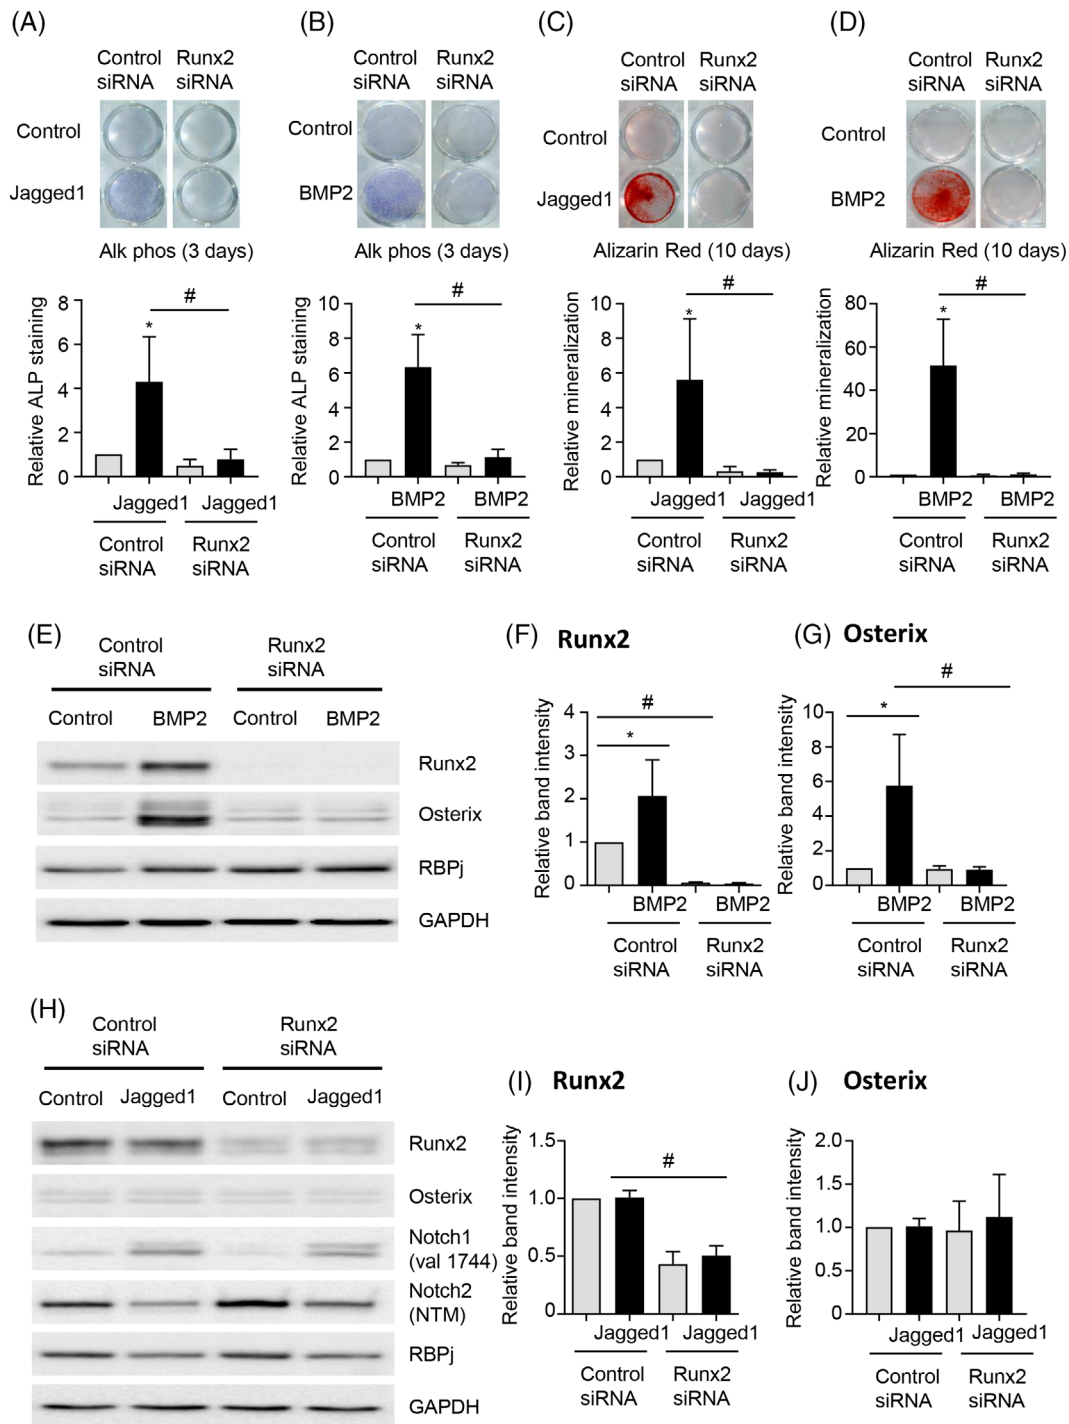 (A)
Control siRNA
Runx2 siRNA
Control
Jagged1
Alk phos (3 days)
Relative ALP staining
8
6
4
2
0
*
#
Jagged1
Jagged1
Control siRNA
Runx2 siRNA
(B)
Control siRNA
Runx2 siRNA
Control
BMP2
Alk phos (3 days)
Relative ALP staining
10
8
6
4
2
0
*
#
BMP2
BMP2
Control siRNA
Runx2 siRNA
(C)
Control siRNA
Runx2 siRNA
Control
Jagged1
Alizarin Red (10 days)
Relative mineralization
10
8
6
4
2
0
*
#
Jagged1
Jagged1
Control siRNA
Runx2 siRNA
(D)
Control siRNA
Runx2 siRNA
Control
BMP2
Alizarin Red (10 days)
Relative mineralization
80
60
40
20
0
*
#
BMP2
BMP2
Control siRNA
Runx2 siRNA
(E)
Control siRNA
Runx2 siRNA
Control
BMP2
Control
BMP2
Runx2
Osterix
RBPj
GAPDH
(F) Runx2
Relative band intensity
4
3
2
1
0
#
*
BMP2
BMP2
Control siRNA
Runx2 siRNA
(G) Osterix
Relative band intensity
10
8
6
4
2
0
#
*
BMP2
BMP2
Control siRNA
Runx2 siRNA
(H)
Control siRNA
Runx2 siRNA
Control
Jagged1
Control
Jagged1
Runx2
Osterix
Notch1
(val 1744)
Notch2
(NTM)
RBPj
GAPDH
(I) Runx2
Relative band intensity
1.5
1.0
0.5
0
#
Jagged1
Jagged1
Control siRNA
Runx2 siRNA
(J) Osterix
Relative band intensity
2.0
1.5
1.0
0.5
0
Jagged1
Jagged1
Control siRNA
Runx2 siRNA